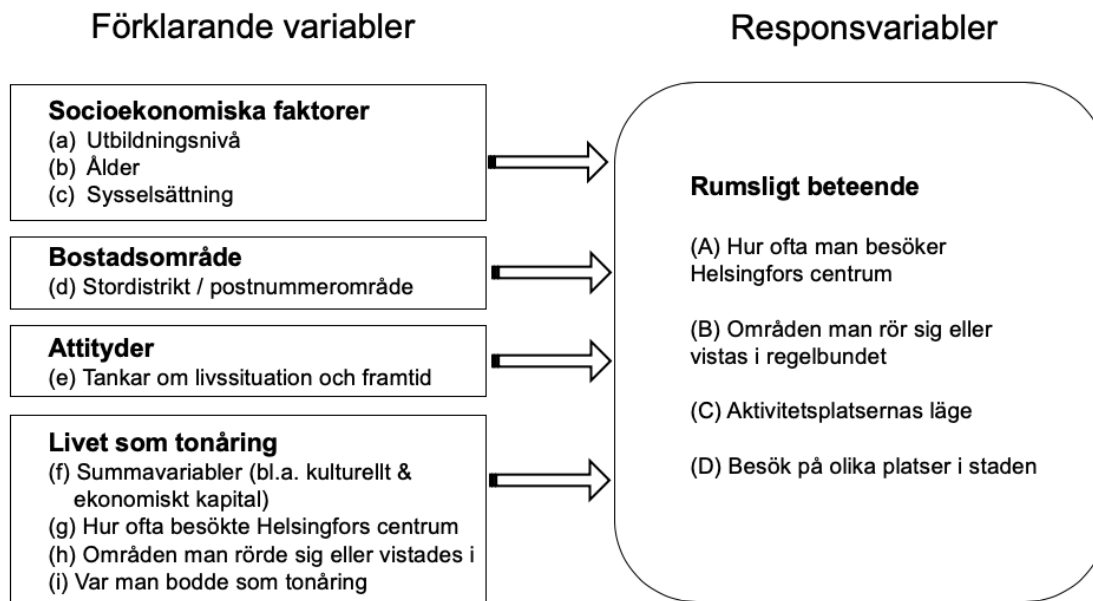 Förklarande variabler
Responsvariabler
Socioekonomiska faktorer
(a) Utbildningsnivå
(b) Ålder
(c) Sysselsättning
Bostadsområde
(d) Stordistrikt / postnummerområde
Attityder
(e) Tankar om livssituation och framtid
Livet som tonåring
(f) Summavariabler (bl.a. kulturellt &
ekonomiskt kapital)
(g) Hur ofta besökte Helsingfors centrum
(h) Områden man rörde sig eller vistades i
(i) Var man bodde som tonåring
Rumsligt beteende
(A) Hur ofta man besöker
Helsingfors centrum
(B) Områden man rör sig eller
vistas i regelbundet
(C) Aktivitetsplatsernas läge
(D) Besök på olika platser i staden